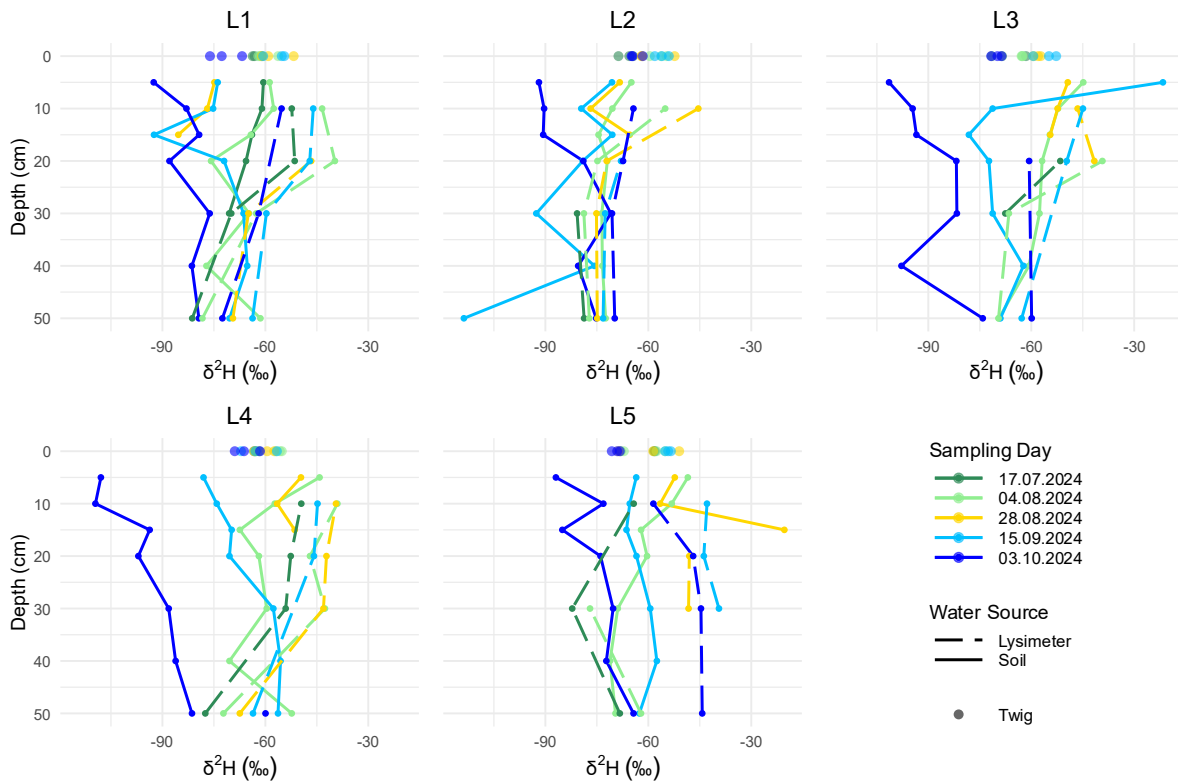 L1
L2
L3
0
10
20
30
40
50
Depth (cm)
-90
-60
-30
-90
-60
-30
-90
-60
-30
δ²H (‰)
δ²H (‰)
δ²H (‰)
L4
L5
0
10
20
30
40
50
Depth (cm)
-90
-60
-30
-90
-60
-30
δ²H (‰)
δ²H (‰)
Sampling Day
17.07.2024
04.08.2024
28.08.2024
15.09.2024
03.10.2024
Water Source
Lysimeter
Soil
Twig